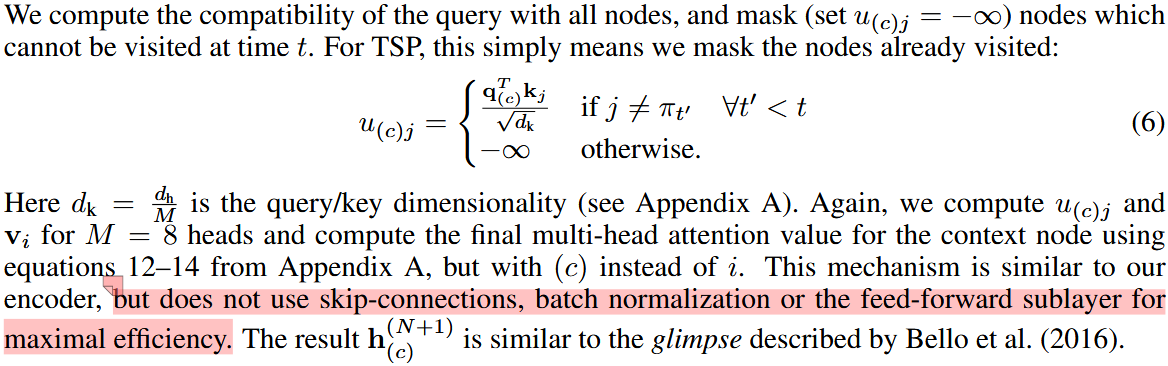 We compute the compatibility of the query with all nodes, and mask (set $u_{(c)j} = -\infty$) nodes which
cannot be visited at time $t$. For TSP, this simply means we mask the nodes already visited:
$$u_{(c)j} = \begin{cases} \frac{\mathbf{q}_{(c)}^T \mathbf{k}_j}{\sqrt{d_{\mathrm{k}}}} & \text{if } j \neq \pi_{t'} \quad \forall t' < t \\ -\infty & \text{otherwise.} \end{cases} \quad (6)$$
Here $d_{\mathrm{k}} = \frac{d_{\mathrm{h}}}{M}$ is the query/key dimensionality (see Appendix A). Again, we compute $u_{(c)j}$ and
$\mathbf{v}_i$ for $M = 8$ heads and compute the final multi-head attention value for the context node using
equations 12–14 from Appendix A, but with $(c)$ instead of $i$. This mechanism is similar to our
encoder, but does not use skip-connections, batch normalization or the feed-forward sublayer for
maximal efficiency. The result $\mathbf{h}_{(c)}^{(N+1)}$ is similar to the glimpse described by Bello et al. (2016).